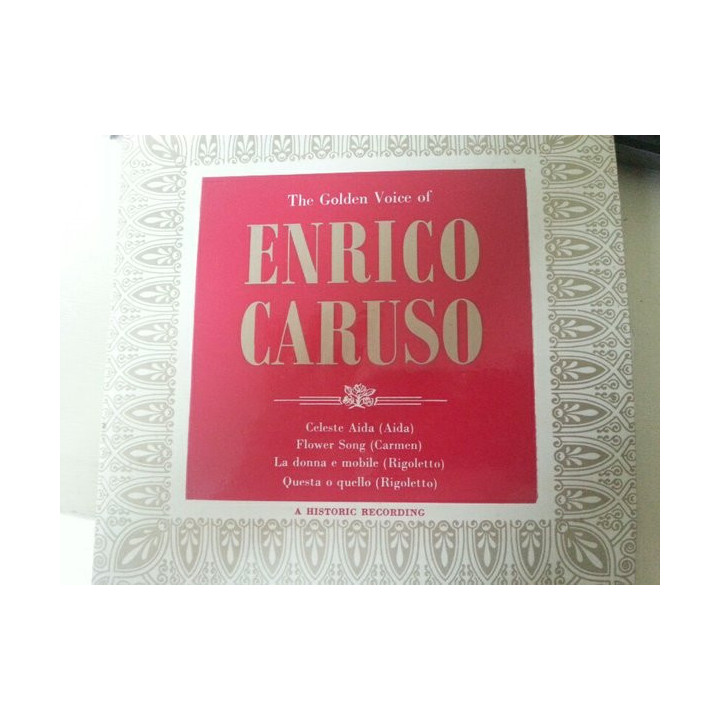 The Golden Voice of
ENRICO
CARUSO
Celeste Aida (Aida)
Flower Song (Carmen)
La donna e mobile (Rigoletto)
Questa o quello (Rigoletto)
A HISTORIC RECORDING